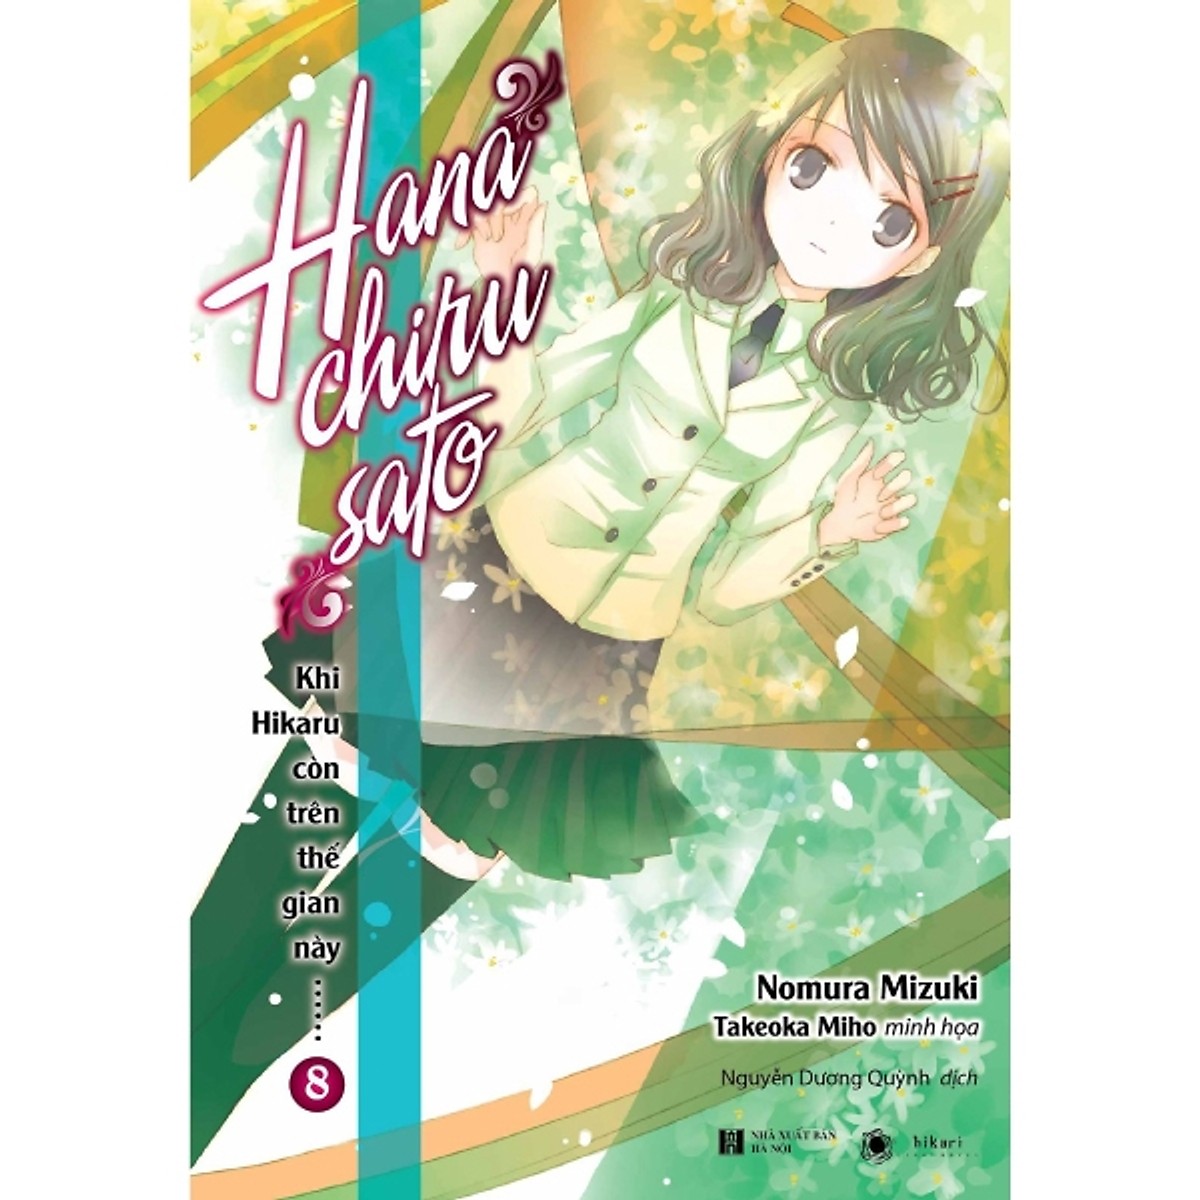 Hana
chiru
sato
Khi
Hikaru
còn
trên
thế
gian
này
.......
8
Nomura Mizuki
Takeoka Miho minh họa
Nguyễn Dương Quỳnh dịch
NHÀ XUẤT BẢN
HÀ NỘI
hikari